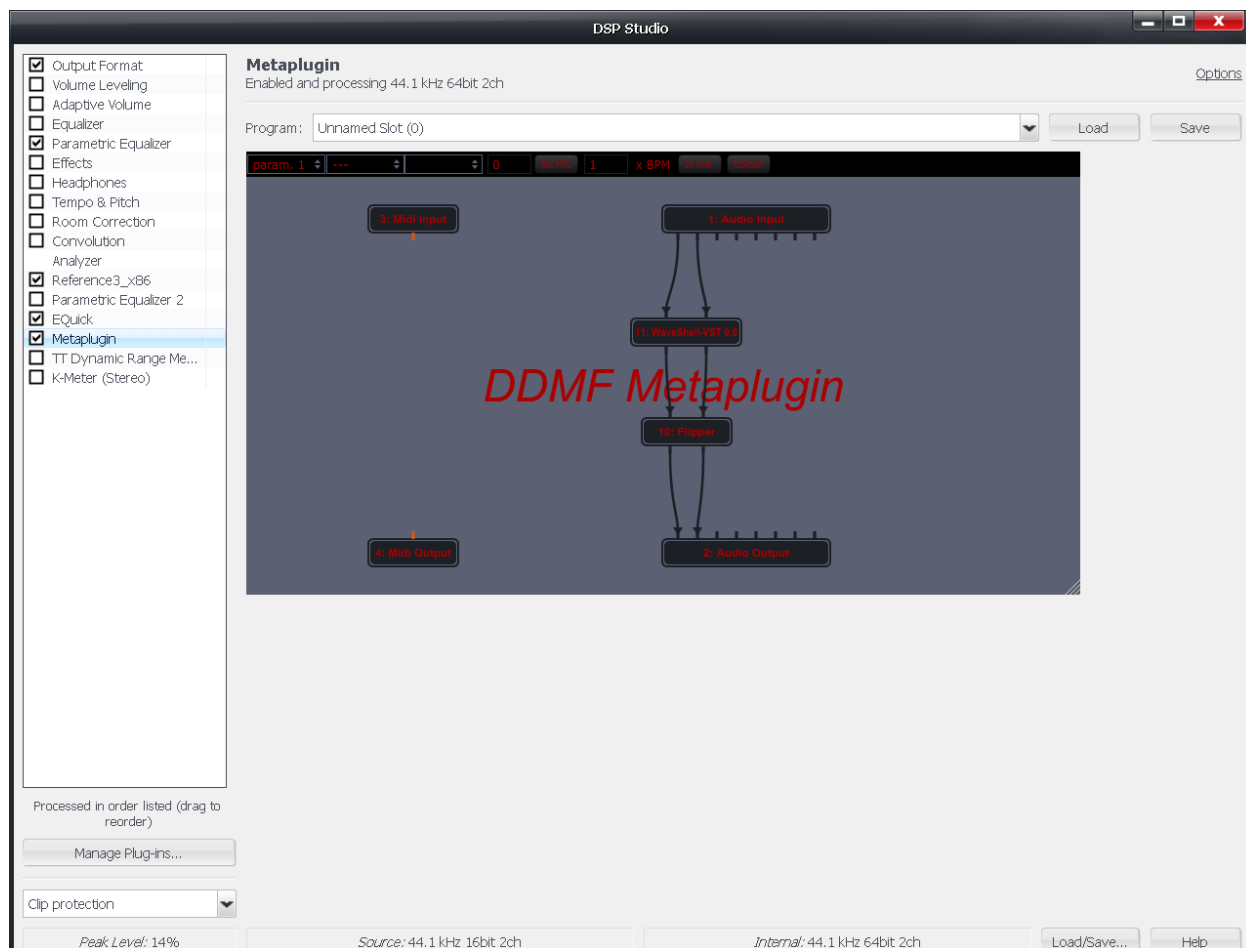 DSP Studio
Output Format
Volume Leveling
Adaptive Volume
Equalizer
Parametric Equalizer
Effects
Headphones
Tempo & Pitch
Room Correction
Convolution
Analyzer
Reference3_x86
Parametric Equalizer 2
EQuick
Metaplugin
TT Dynamic Range Me...
K-Meter (Stereo)
Processed in order listed (drag to
reorder)
Manage Plug-ins...
Clip protection
Peak Level: 14%
Metaplugin
Enabled and processing 44.1 kHz 64bit 2ch
Options
Program: Unnamed Slot (0) Load Save
param. 1 --- 0 1 x BPM
3: Midi Input 1: Audio Input
11: WaveShell-VST 9.6
DDMF Metaplugin
10: Flipper
4: Midi Output 2: Audio Output
Source: 44.1 kHz 16bit 2ch Internal: 44.1 kHz 64bit 2ch Load/Save... Help